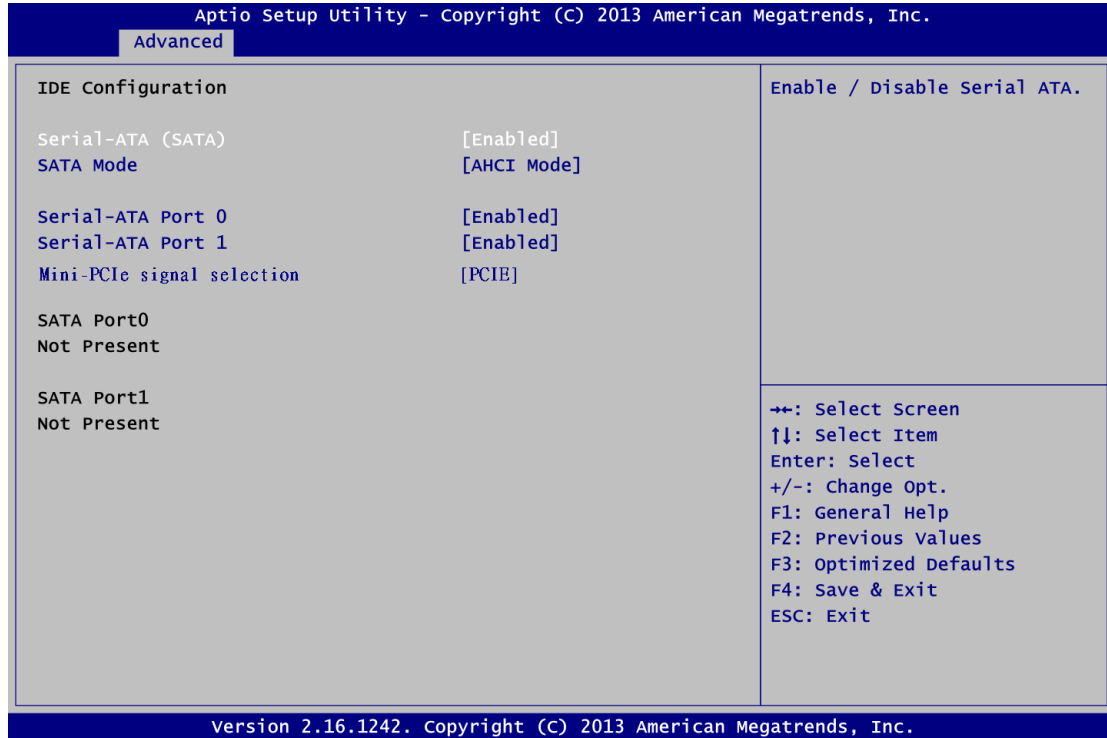 Aptio Setup Utility - Copyright (C) 2013 American Megatrends, Inc.
Advanced
IDE Configuration
Serial-ATA (SATA) [Enabled]
SATA Mode [AHCI Mode]
Serial-ATA Port 0 [Enabled]
Serial-ATA Port 1 [Enabled]
Mini-PCIe signal selection [PCIE]
SATA Port0
Not Present
SATA Port1
Not Present
Enable / Disable Serial ATA.
→←: Select Screen
↑↓: Select Item
Enter: Select
+/-: Change Opt.
F1: General Help
F2: Previous Values
F3: Optimized Defaults
F4: Save & Exit
ESC: Exit
Version 2.16.1242. Copyright (C) 2013 American Megatrends, Inc.